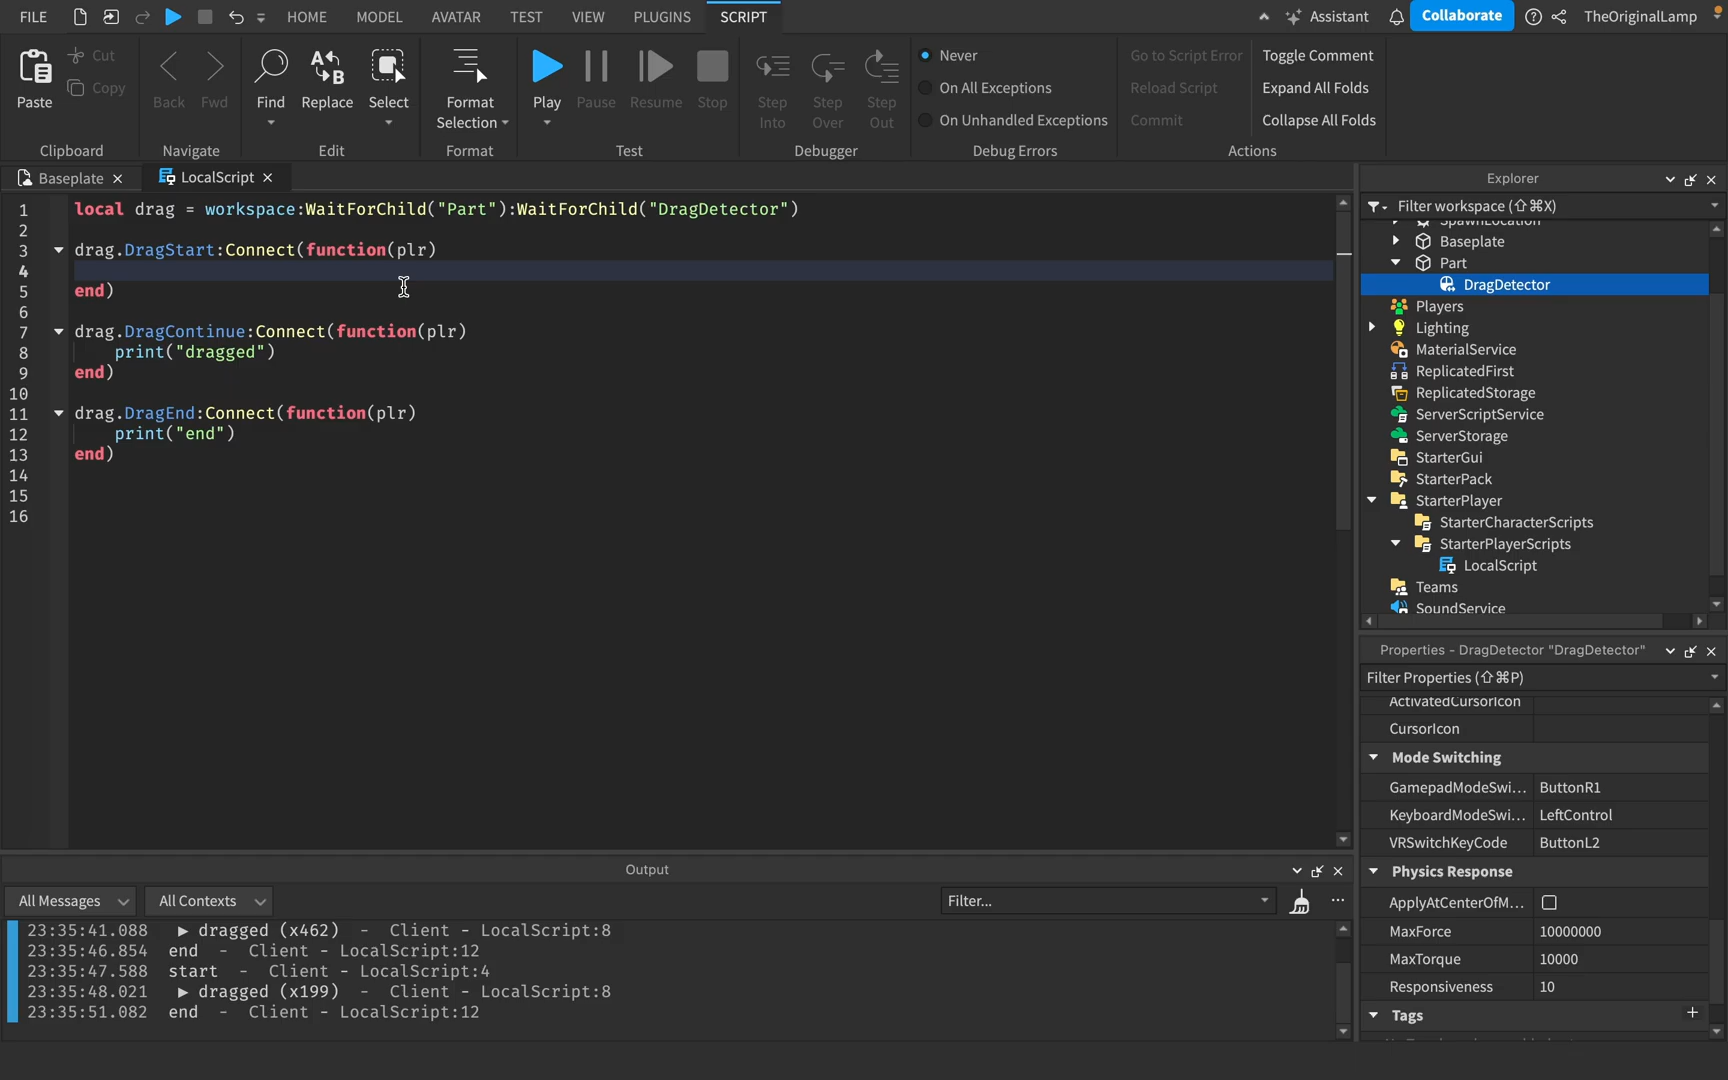 FILE HOME MODEL AVATAR TEST VIEW PLUGINS SCRIPT Assistant Collaborate TheOriginalLamp
Paste Cut Copy
Clipboard
Back Fwd
Navigate
Find Replace Select
Edit
Format Selection
Format
Play Pause Resume Stop
Test
Step Into Step Over Step Out
Debugger
Never
On All Exceptions
On Unhandled Exceptions
Debug Errors
Go to Script Error
Reload Script
Commit
Toggle Comment
Expand All Folds
Collapse All Folds
Actions
Baseplate LocalScript
1 local drag = workspace:WaitForChild("Part"):WaitForChild("DragDetector")
2
3 drag.DragStart:Connect(function(plr)
4
5 end)
6
7 drag.DragContinue:Connect(function(plr)
8 print("dragged")
9 end)
10
11 drag.DragEnd:Connect(function(plr)
12 print("end")
13 end)
14
15
16
Output
All Messages All Contexts Filter...
23:35:41.088 ▶ dragged (x462) - Client - LocalScript:8
23:35:46.854 end - Client - LocalScript:12
23:35:47.588 start - Client - LocalScript:4
23:35:48.021 ▶ dragged (x199) - Client - LocalScript:8
23:35:51.082 end - Client - LocalScript:12
Explorer
Filter workspace (⇧⌘X)
SpawnLocation
Baseplate
Part
DragDetector
Players
Lighting
MaterialService
ReplicatedFirst
ReplicatedStorage
ServerScriptService
ServerStorage
StarterGui
StarterPack
StarterPlayer
StarterCharacterScripts
StarterPlayerScripts
LocalScript
Teams
SoundService
Properties - DragDetector "DragDetector"
Filter Properties (⇧⌘P)
ActivatedCursorIcon
CursorIcon
Mode Switching
GamepadModeSwi... ButtonR1
KeyboardModeSwi... LeftControl
VRSwitchKeyCode ButtonL2
Physics Response
ApplyAtCenterOfM...
MaxForce 10000000
MaxTorque 10000
Responsiveness 10
Tags